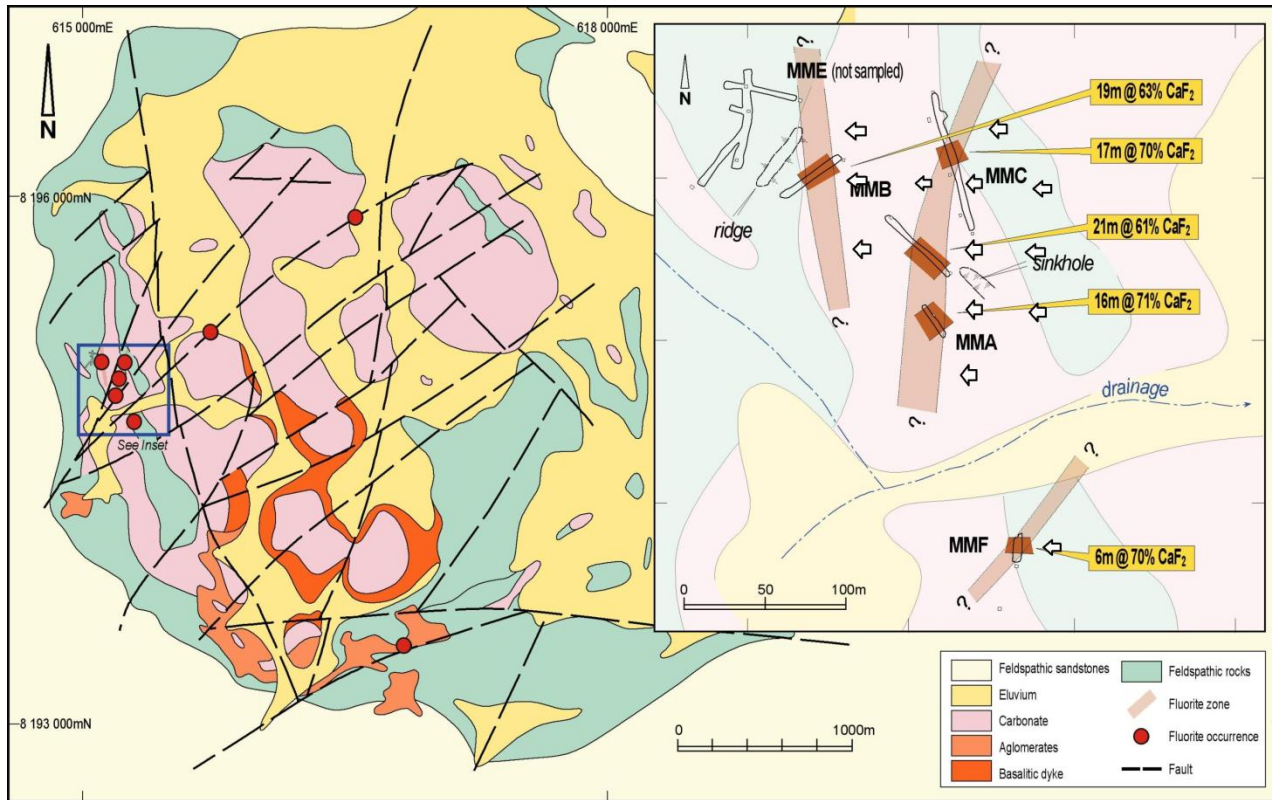 615 000mE
618 000mE
N
8 196 000mN
See Inset
8 193 000mN
0
1000m
N
?
?
MME (not sampled)
19m @ 63% CaF2
17m @ 70% CaF2
MMB
MMC
ridge
21m @ 61% CaF2
sinkhole
16m @ 71% CaF2
?
MMA
drainage
?
?
MMF
6m @ 70% CaF2
?
0
50
100m
Feldspathic sandstones
Eluvium
Carbonate
Aglomerates
Basalitic dyke
Feldspathic rocks
Fluorite zone
Fluorite occurrence
Fault